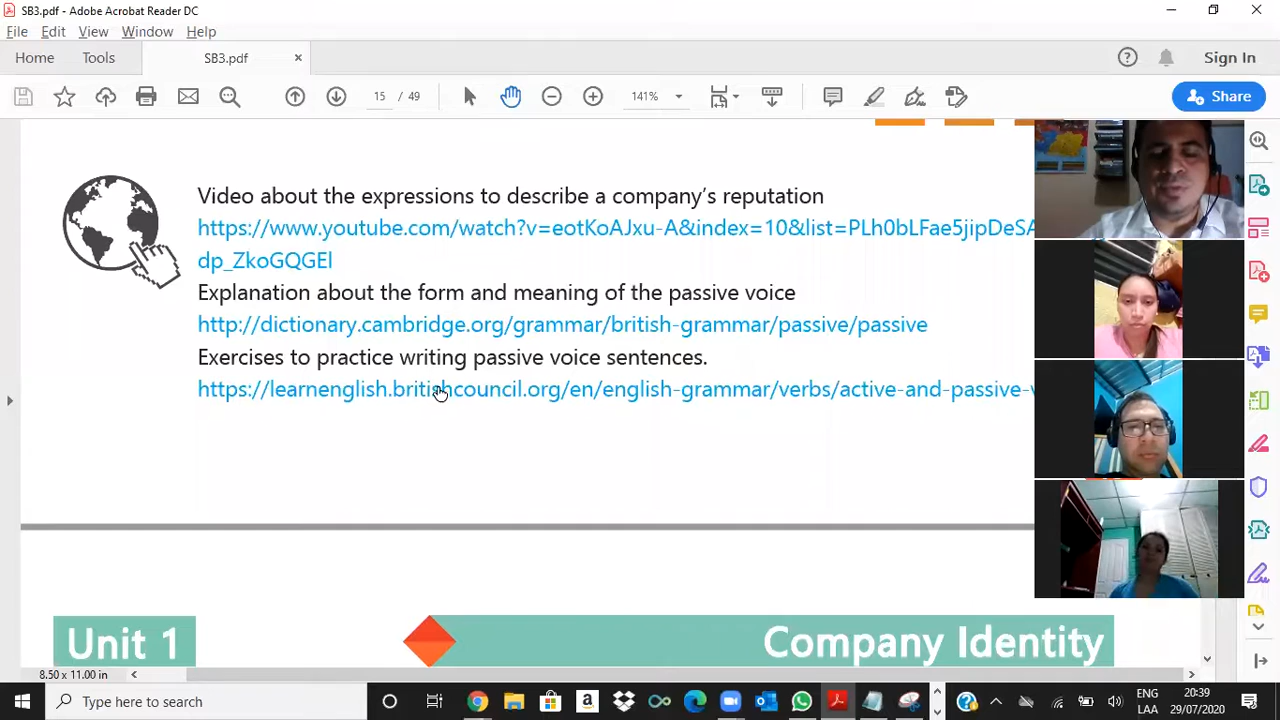 SB3.pdf - Adobe Acrobat Reader DC
File Edit View Window Help
Home Tools SB3.pdf × Sign In
15 / 49 141% Share
Video about the expressions to describe a company's reputation
https://www.youtube.com/watch?v=eotKoAJxu-A&index=10&list=PLh0bLFae5jipDeSA
dp_ZkoGQGEl
Explanation about the form and meaning of the passive voice
http://dictionary.cambridge.org/grammar/british-grammar/passive/passive
Exercises to practice writing passive voice sentences.
https://learnenglish.britishcouncil.org/en/english-grammar/verbs/active-and-passive-v
Unit 1 Company Identity
8.50 x 11.00 in
Type here to search
ENG 20:39
LAA 29/07/2020